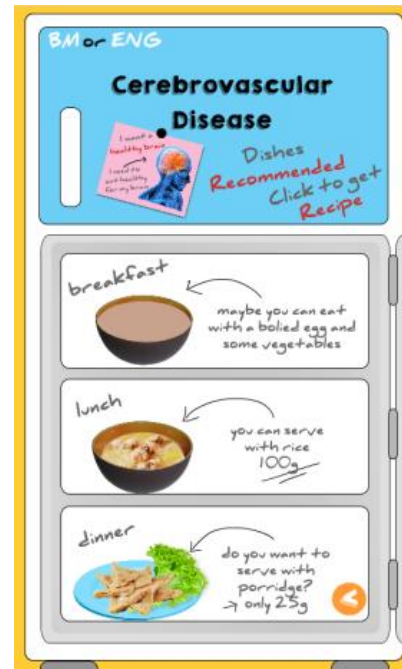 BM or ENG
Cerebrovascular
Disease
I want a
healthy brain
I need to
eat healthy
for my brain
Dishes
Recommended
Click to get
Recipe
breakfast
maybe you can eat
with a bolied egg and
some vegetables
lunch
you can serve
with rice
100g
dinner
do you want to
serve with
porridge?
→ only 25g